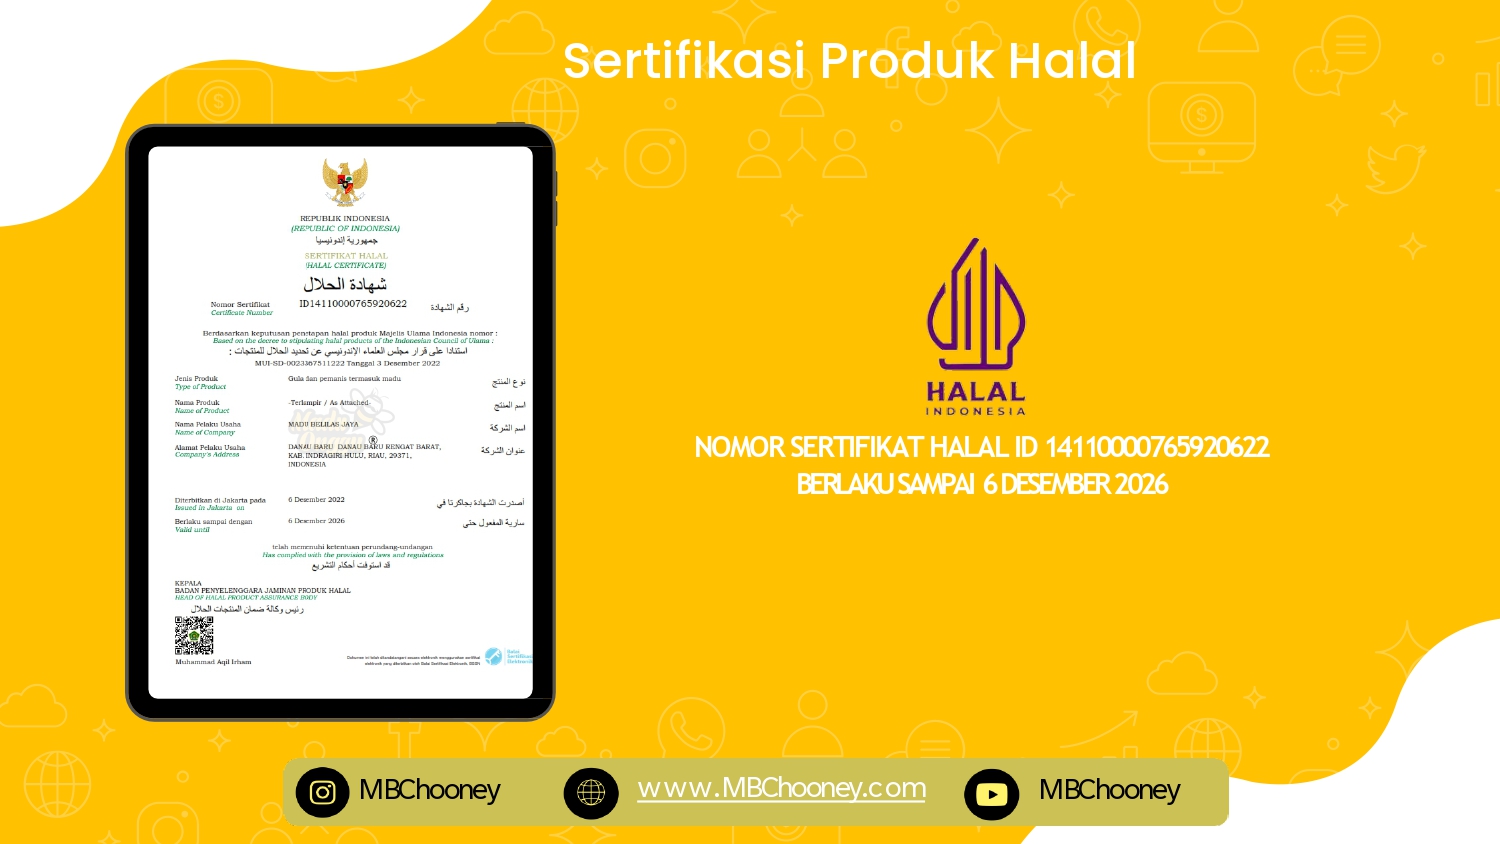 Sertifikasi Produk Halal
REPUBLIK INDONESIA
(REPUBLIC OF INDONESIA)
جمهورية إندونيسيا
SERTIFIKAT HALAL
(HALAL CERTIFICATE)
شهادة الحلال
Nomor Sertifikat ID14110000765920622 رقم الشهادة
Certificate Number
Berdasarkan keputusan penetapan halal produk Majelis Ulama Indonesia nomor :
Based on the decree to stipulating halal products of the Indonesian Council of Ulama :
استنادا على قرار مجلس العلماء الإندونيسي عن تحديد الحلال للمنتجات :
MUI-SD-0023367511222 Tanggal 3 Desember 2022
Jenis Produk Gula dan pemanis termasuk madu نوع المنتج
Type of Product
Nama Produk -Terlampir / As Attached- اسم المنتج
Name of Product
Nama Pelaku Usaha MADU BELILAS JAYA اسم الشركة
Name of Company
Alamat Pelaku Usaha DANAU BARU DANAU BARU RENGAT BARAT, عنوان الشركة
Company's Address KAB. INDRAGIRI HULU, RIAU, 29371,
INDONESIA
Diterbitkan di Jakarta pada 6 Desember 2022 أصدرت الشهادة بجاكرتا في
Issued in Jakarta on
Berlaku sampai dengan 6 Desember 2026 سارية المفعول حتى
Valid until
telah memenuhi ketentuan perundang-undangan
Has complied with the provision of laws and regulations
قد استوفت أحكام التشريع
KEPALA
BADAN PENYELENGGARA JAMINAN PRODUK HALAL
HEAD OF HALAL PRODUCT ASSURANCE BODY
رئيس وكالة ضمان المنتجات الحلال
Muhammad Aqil Irham
HALAL
INDONESIA
NOMOR SERTIFIKAT HALAL ID 14110000765920622
BERLAKU SAMPAI 6 DESEMBER 2026
MBChooney
www.MBChooney.com
MBChooney